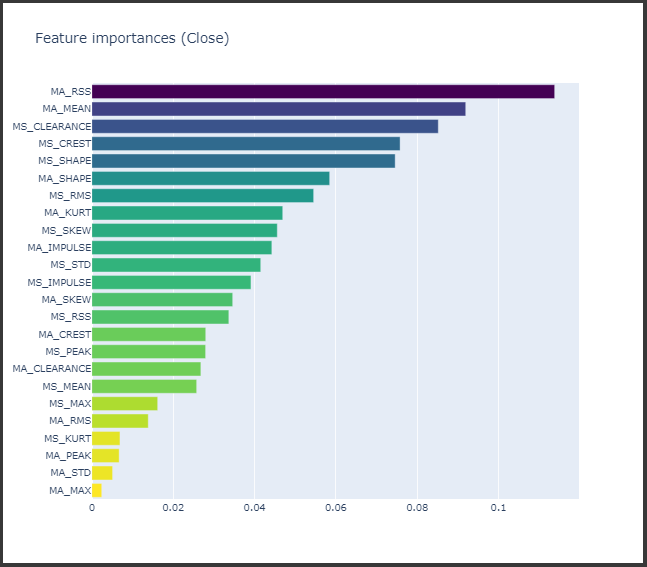 Feature importances (Close)
MA_RSS
MA_MEAN
MS_CLEARANCE
MS_CREST
MS_SHAPE
MA_SHAPE
MS_RMS
MA_KURT
MS_SKEW
MA_IMPULSE
MS_STD
MS_IMPULSE
MA_SKEW
MS_RSS
MA_CREST
MS_PEAK
MA_CLEARANCE
MS_MEAN
MS_MAX
MA_RMS
MS_KURT
MA_PEAK
MA_STD
MA_MAX
0 0.02 0.04 0.06 0.08 0.1